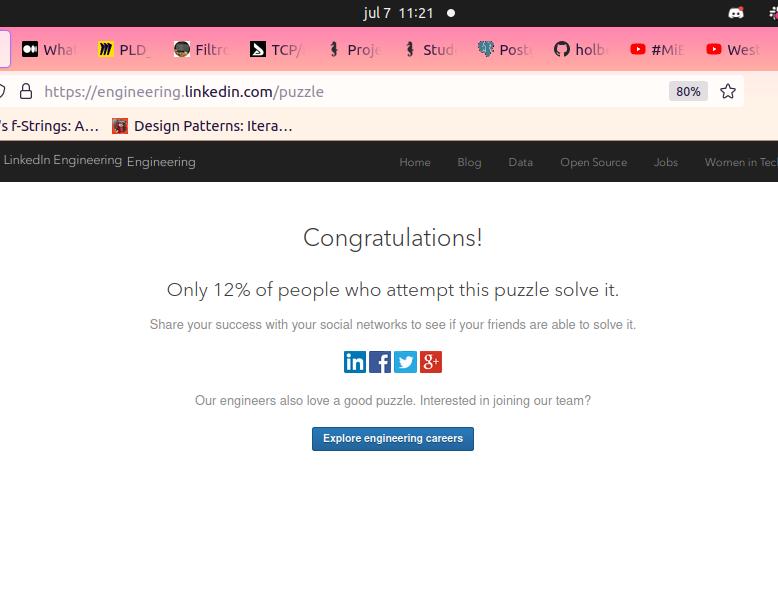 jul 7 11:21
Wha PLD_ Filtr TCP/ Proje Stud Post holb #MiE West
https://engineering.linkedin.com/puzzle 80%
's f-Strings: A... Design Patterns: Itera...
LinkedIn Engineering Engineering Home Blog Data Open Source Jobs Women in Tec
Congratulations!
Only 12% of people who attempt this puzzle solve it.
Share your success with your social networks to see if your friends are able to solve it.
in f g+
Our engineers also love a good puzzle. Interested in joining our team?
Explore engineering careers